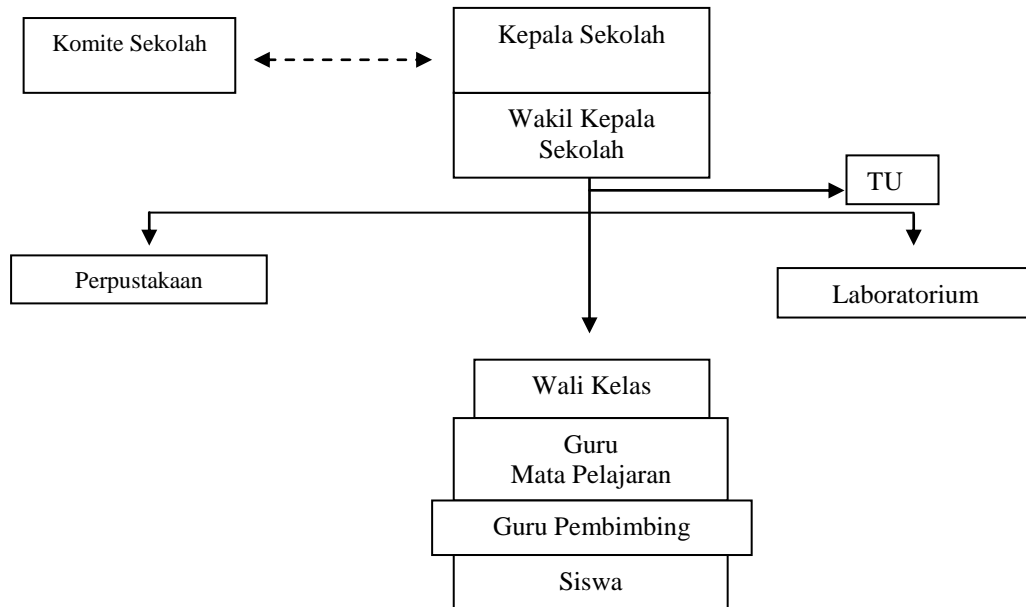 Komite Sekolah
Kepala Sekolah
Wakil Kepala
Sekolah
TU
Perpustakaan
Laboratorium
Wali Kelas
Guru
Mata Pelajaran
Guru Pembimbing
Siswa